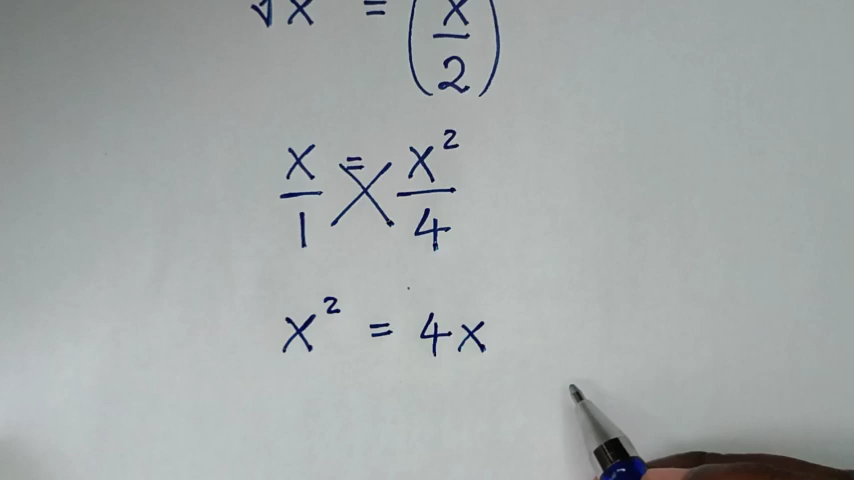 √x = (x/2)
x/1 = x²/4
x² = 4x